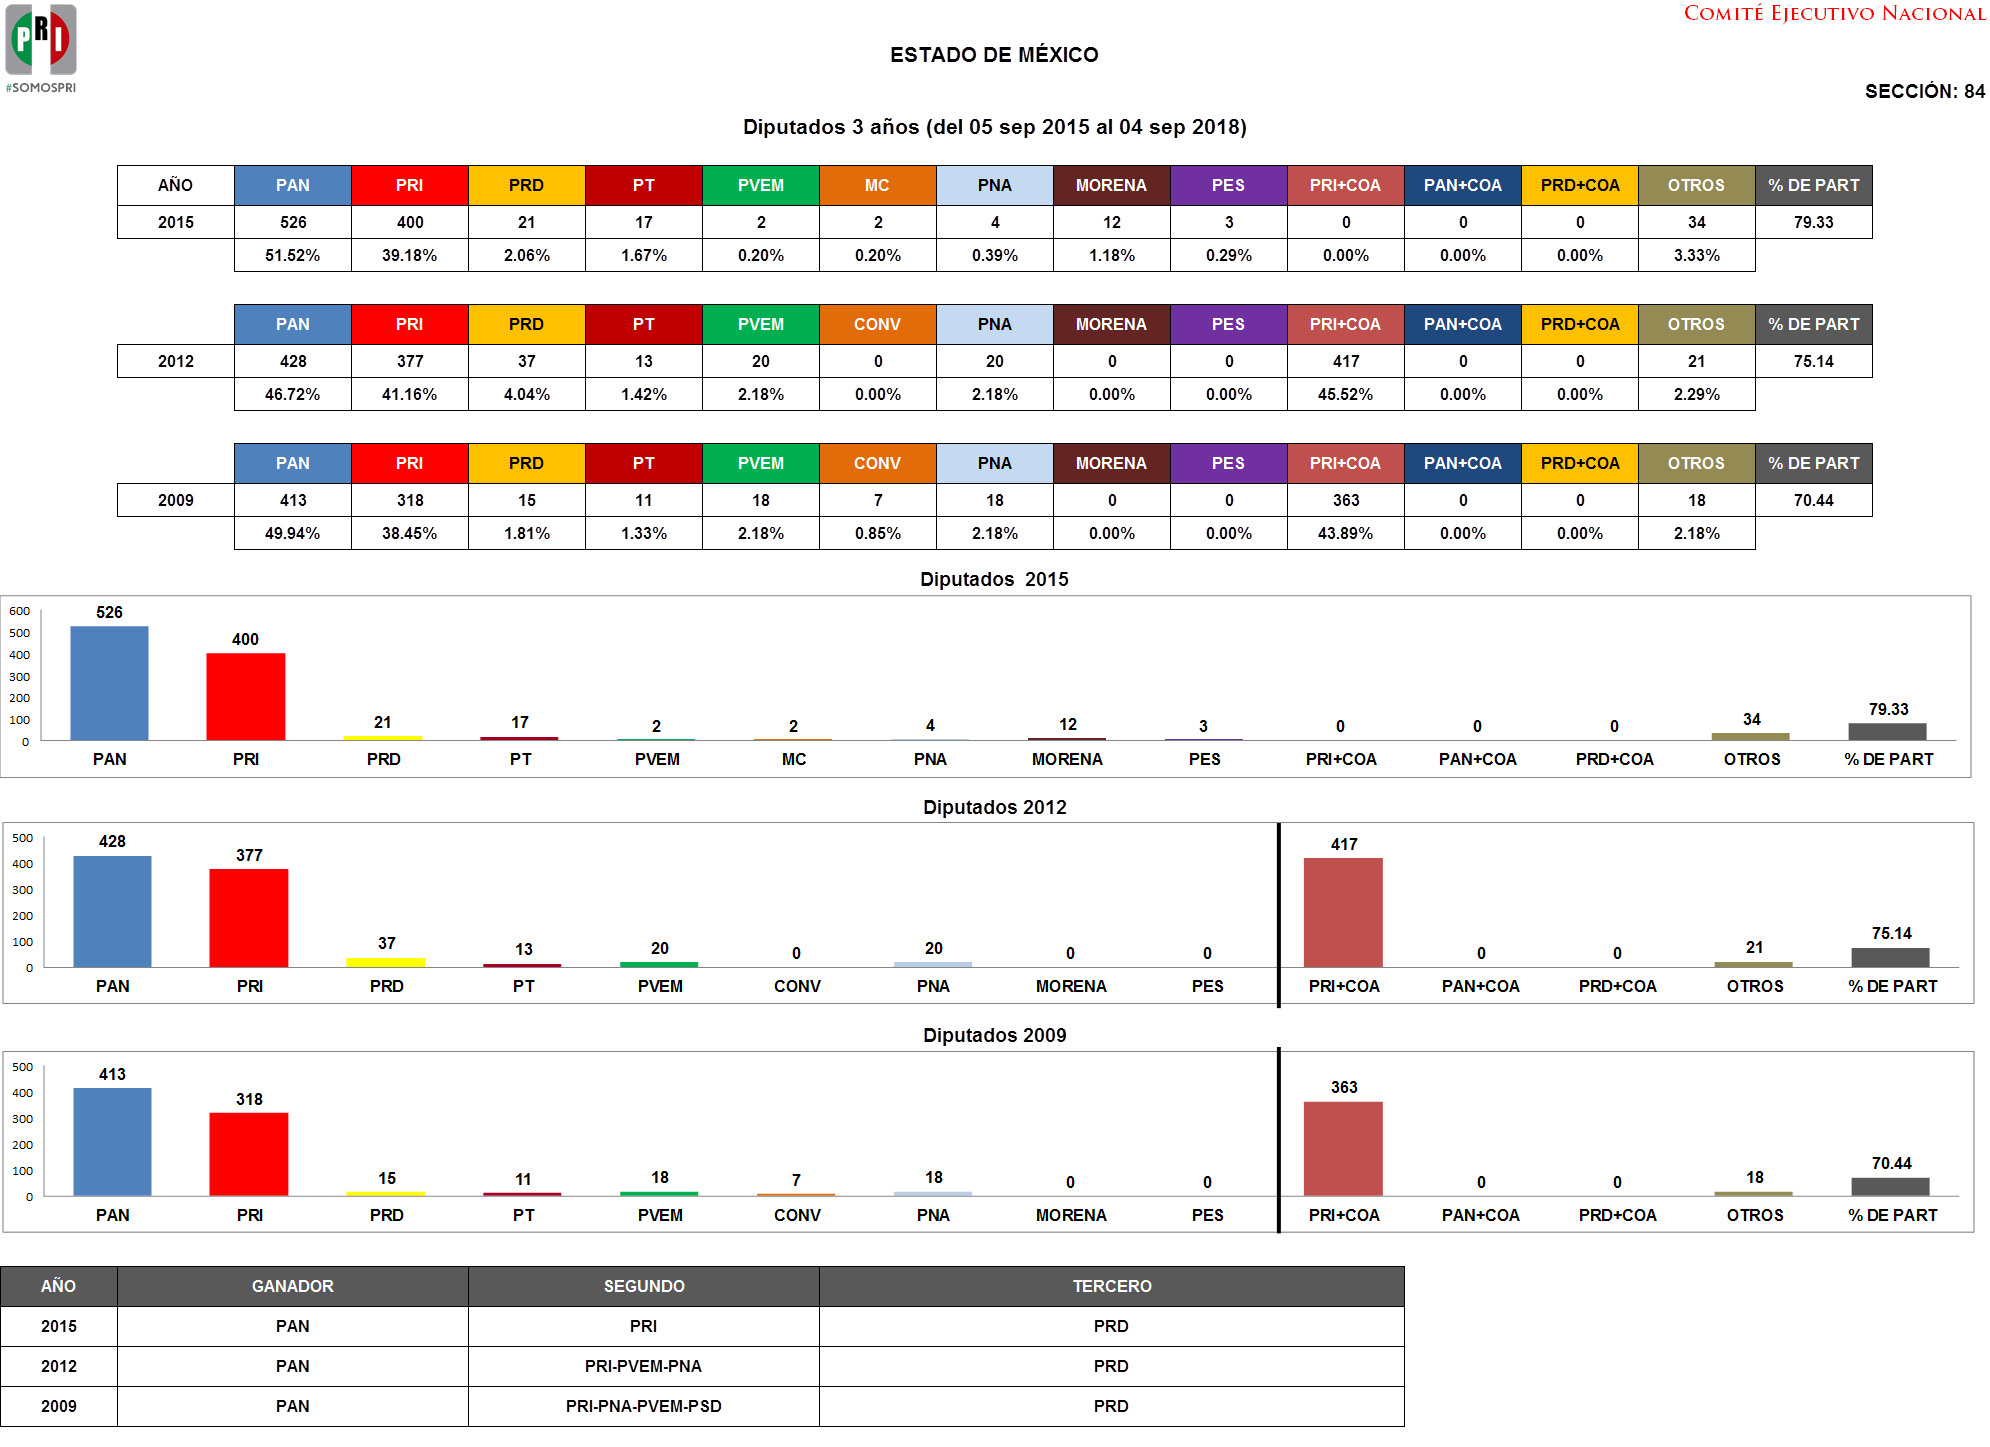 PRI
#SOMOSPRI
COMITÉ EJECUTIVO NACIONAL
ESTADO DE MÉXICO
SECCIÓN: 84
Diputados 3 años (del 05 sep 2015 al 04 sep 2018)
AÑO PAN PRI PRD PT PVEM MC PNA MORENA PES PRI+COA PAN+COA PRD+COA OTROS % DE PART
2015 526 400 21 17 2 2 4 12 3 0 0 0 34 79.33
51.52% 39.18% 2.06% 1.67% 0.20% 0.20% 0.39% 1.18% 0.29% 0.00% 0.00% 0.00% 3.33%
PAN PRI PRD PT PVEM CONV PNA MORENA PES PRI+COA PAN+COA PRD+COA OTROS % DE PART
2012 428 377 37 13 20 0 20 0 0 417 0 0 21 75.14
46.72% 41.16% 4.04% 1.42% 2.18% 0.00% 2.18% 0.00% 0.00% 45.52% 0.00% 0.00% 2.29%
PAN PRI PRD PT PVEM CONV PNA MORENA PES PRI+COA PAN+COA PRD+COA OTROS % DE PART
2009 413 318 15 11 18 7 18 0 0 363 0 0 18 70.44
49.94% 38.45% 1.81% 1.33% 2.18% 0.85% 2.18% 0.00% 0.00% 43.89% 0.00% 0.00% 2.18%
Diputados 2015
600
500
400
300
200
100
0
526 400 21 17 2 2 4 12 3 0 0 0 34 79.33
PAN PRI PRD PT PVEM MC PNA MORENA PES PRI+COA PAN+COA PRD+COA OTROS % DE PART
Diputados 2012
500
400
300
200
100
0
428 377 37 13 20 0 20 0 0 417 0 0 21 75.14
PAN PRI PRD PT PVEM CONV PNA MORENA PES PRI+COA PAN+COA PRD+COA OTROS % DE PART
Diputados 2009
500
400
300
200
100
0
413 318 15 11 18 7 18 0 0 363 0 0 18 70.44
PAN PRI PRD PT PVEM CONV PNA MORENA PES PRI+COA PAN+COA PRD+COA OTROS % DE PART
AÑO GANADOR SEGUNDO TERCERO
2015 PAN PRI PRD
2012 PAN PRI-PVEM-PNA PRD
2009 PAN PRI-PNA-PVEM-PSD PRD